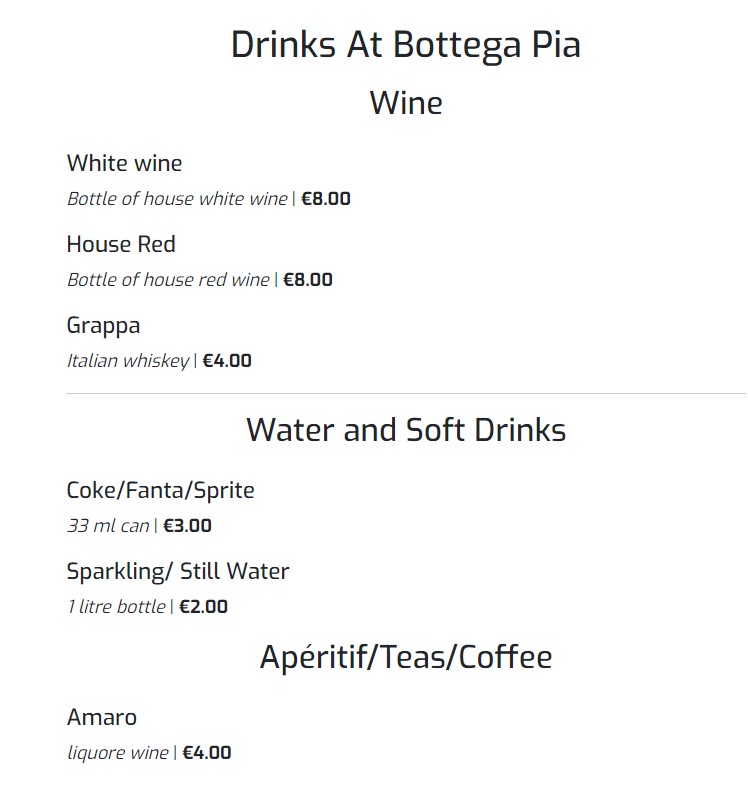 Drinks At Bottega Pia
Wine
White wine
Bottle of house white wine | €8.00
House Red
Bottle of house red wine | €8.00
Grappa
Italian whiskey | €4.00
Water and Soft Drinks
Coke/Fanta/Sprite
33 ml can | €3.00
Sparkling/ Still Water
1 litre bottle | €2.00
Apéritif/Teas/Coffee
Amaro
liquore wine | €4.00